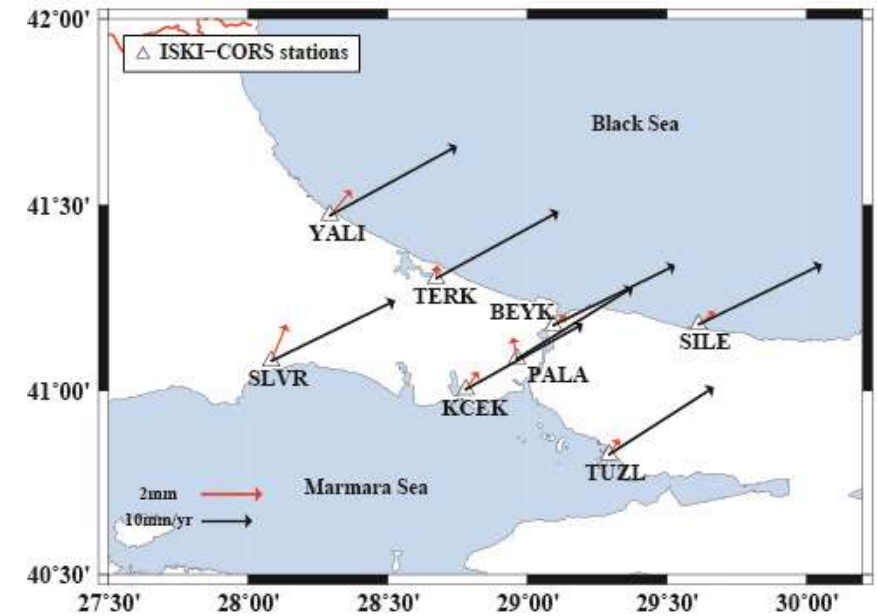 42°00'
△ ISKI−CORS stations
Black Sea
41°30'
YALI
TERK
BEYK
SILE
PALA
SLVR
41°00'
KCEK
TUZL
Marmara Sea
2mm
10mm/yr
40°30'
27°30' 28°00' 28°30' 29°00' 29°30' 30°00'